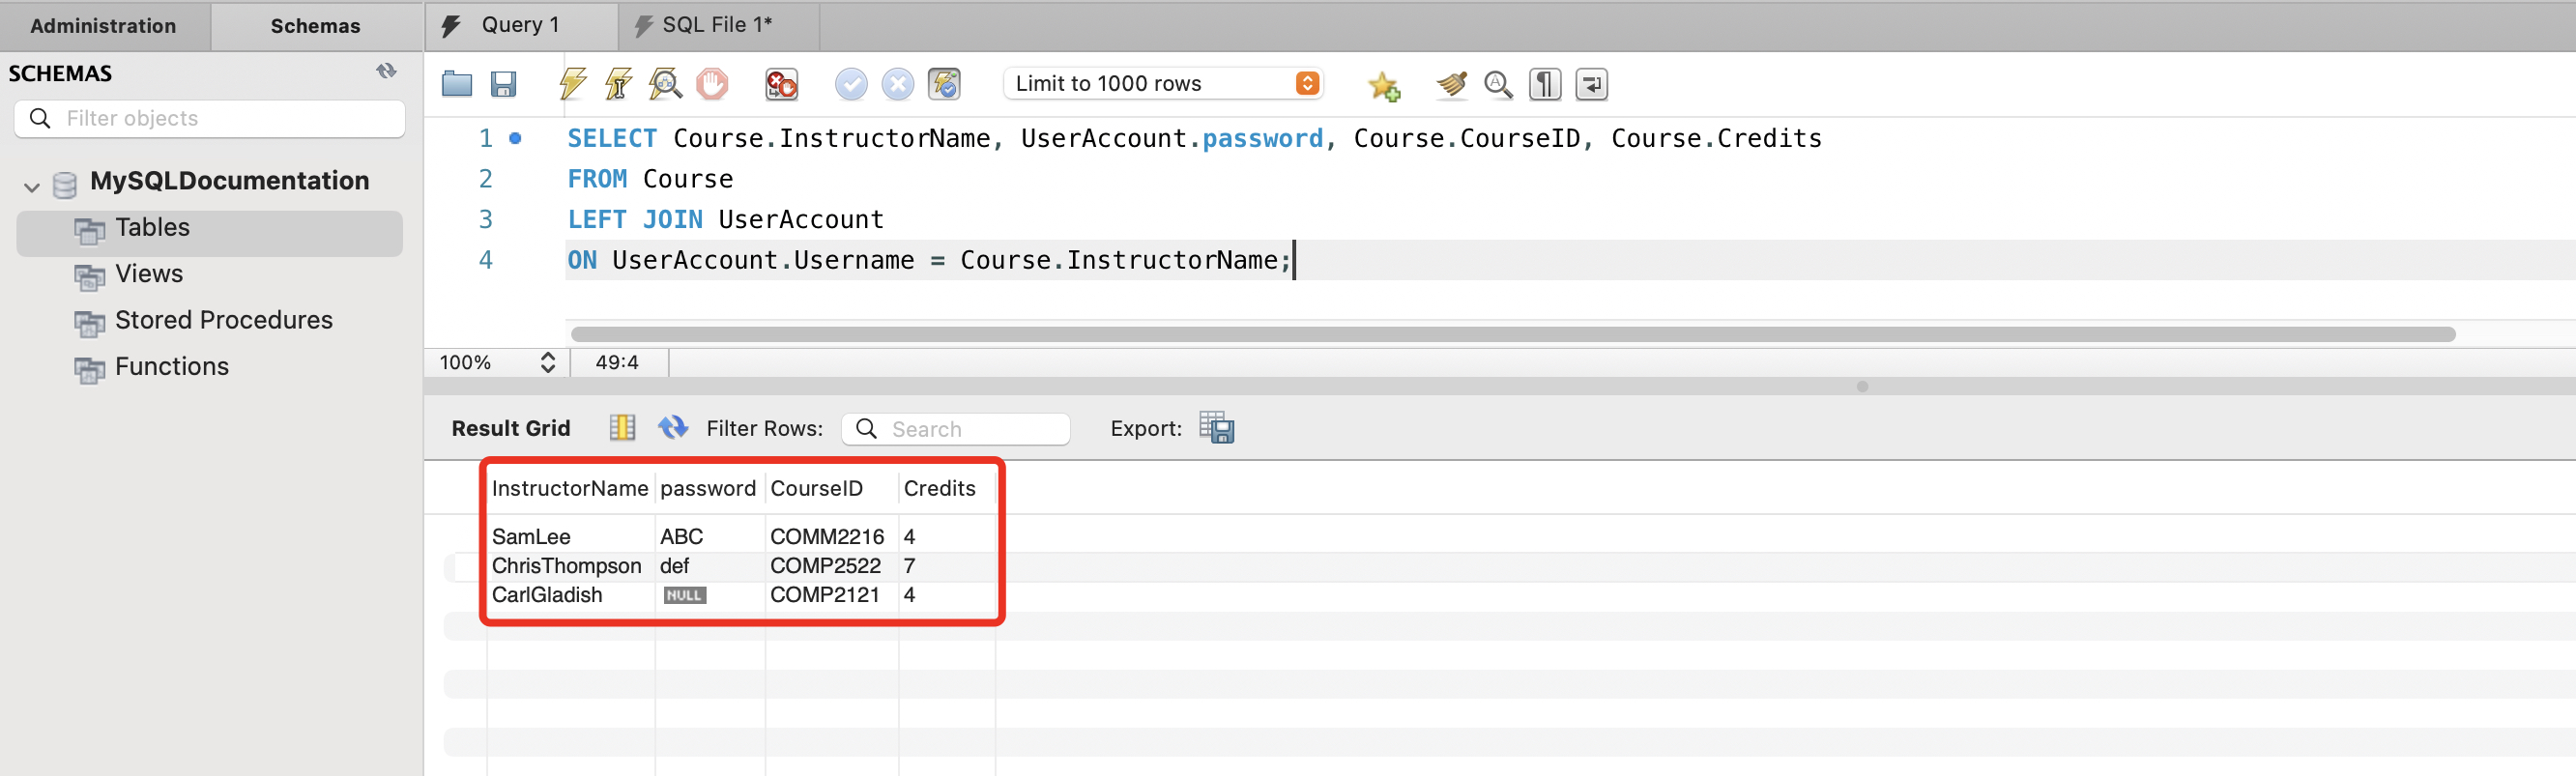 Administration Schemas
Query 1 SQL File 1*
SCHEMAS
Filter objects
MySQLDocumentation
Tables
Views
Stored Procedures
Functions
Limit to 1000 rows
1 SELECT Course.InstructorName, UserAccount.password, Course.CourseID, Course.Credits
2 FROM Course
3 LEFT JOIN UserAccount
4 ON UserAccount.Username = Course.InstructorName;
100% 49:4
Result Grid Filter Rows: Search Export:
InstructorName password CourseID Credits
SamLee ABC COMM2216 4
ChrisThompson def COMP2522 7
CarlGladish NULL COMP2121 4